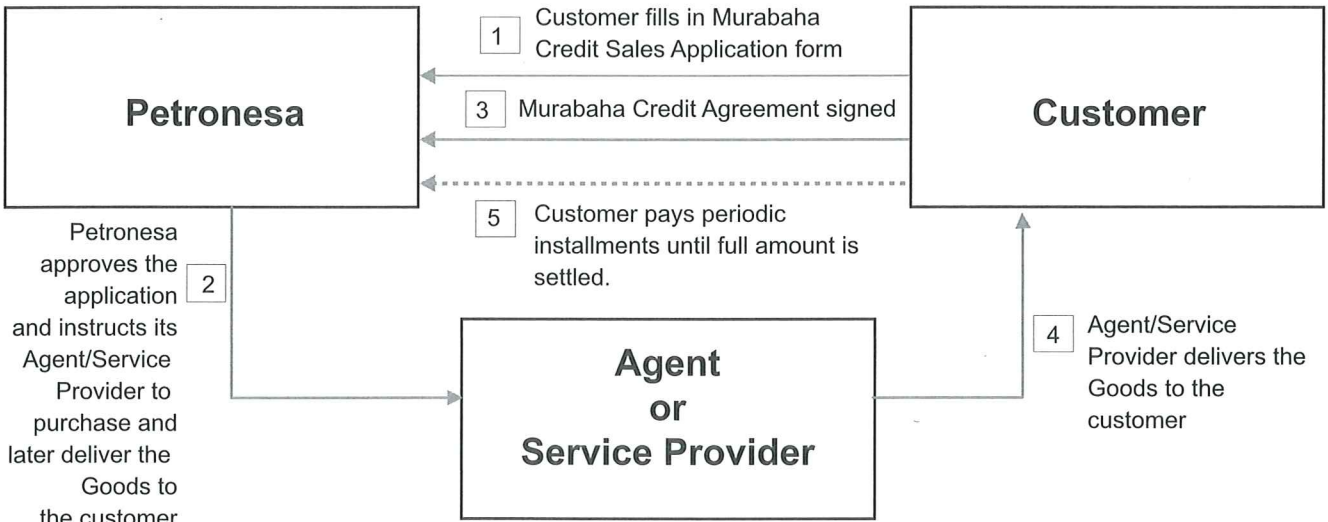 1
Customer fills in Murabaha
Credit Sales Application form
Petronesa
3
Murabaha Credit Agreement signed
Customer
5
Customer pays periodic
installments until full amount is
settled.
Petronesa
approves the
application
and instructs its
Agent/Service
Provider to
purchase and
later deliver the
Goods to
the customer
2
Agent
or
Service Provider
4
Agent/Service
Provider delivers the
Goods to the
customer